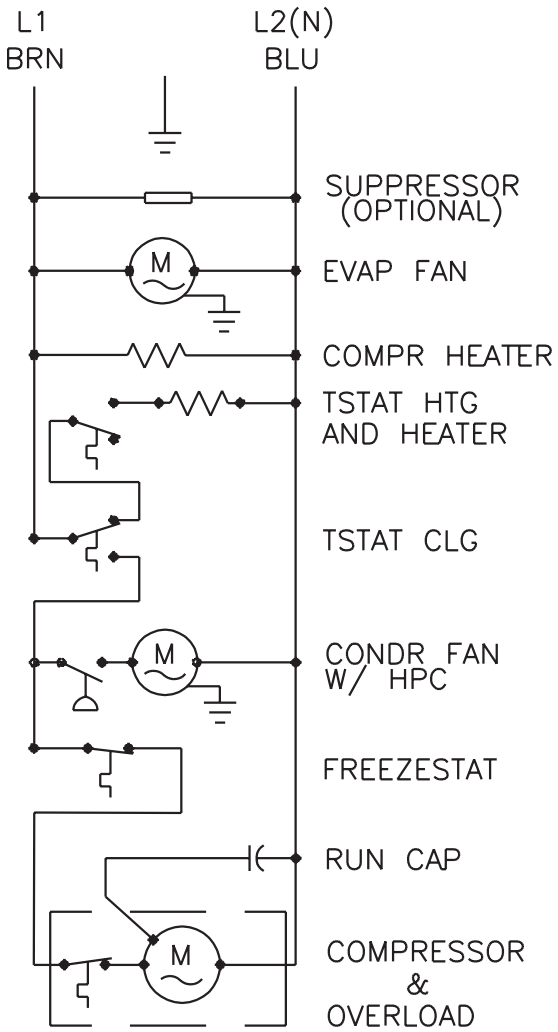 L1
L2(N)
BRN
BLU
SUPPRESSOR
(OPTIONAL)
M
EVAP FAN
COMPR HEATER
TSTAT HTG
AND HEATER
TSTAT CLG
M
CONDR FAN
W/ HPC
FREEZESTAT
RUN CAP
M
COMPRESSOR
&
OVERLOAD